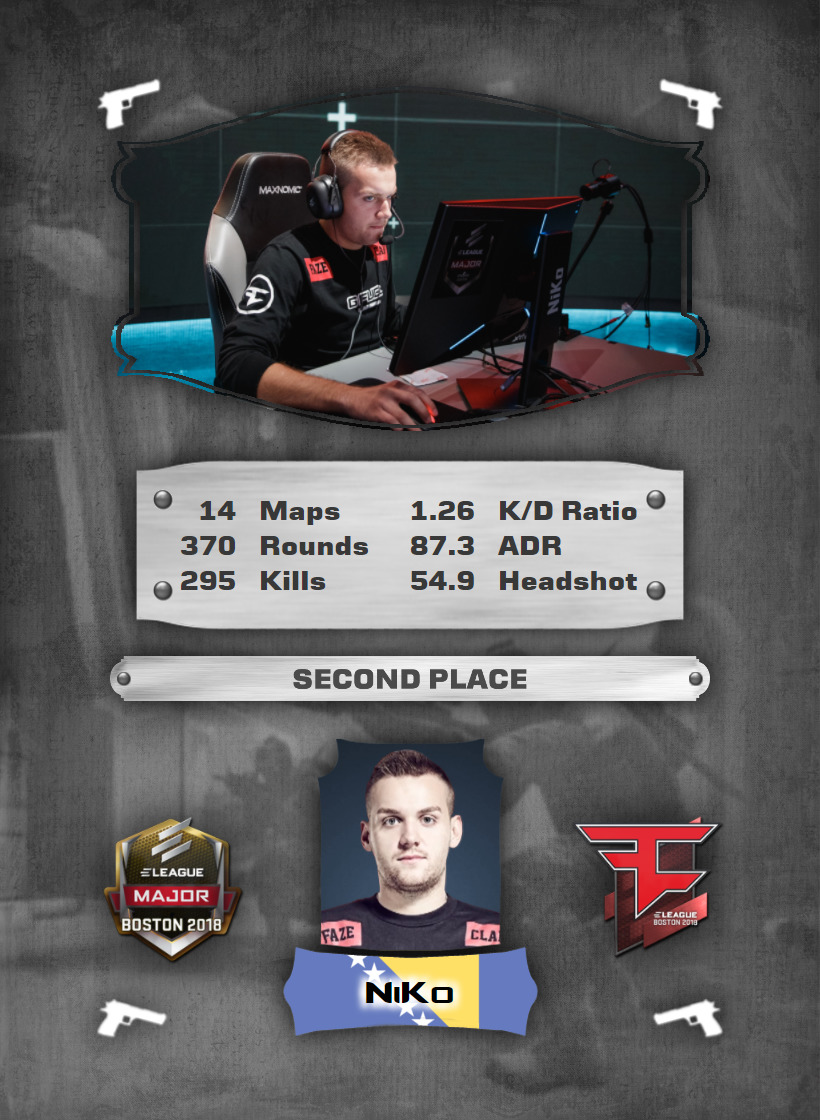 MAXNOMIC
FAZE
ELEAGUE
MAJOR
NiKo
14 Maps 1.26 K/D Ratio
370 Rounds 87.3 ADR
295 Kills 54.9 Headshot
SECOND PLACE
ELEAGUE
MAJOR
BOSTON 2018
FAZE CLA
ELEAGUE
BOSTON 2018
NiKo